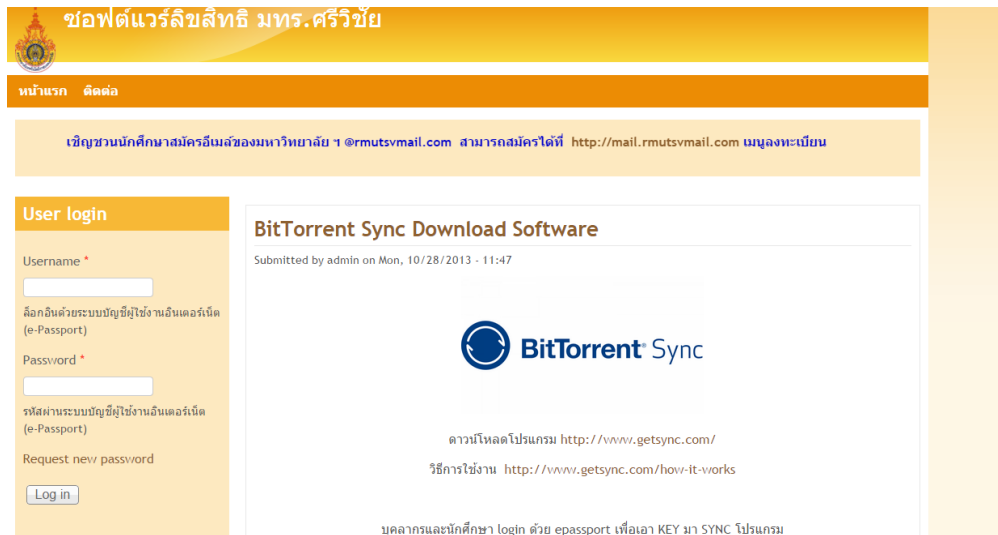 ซอฟต์แวร์ลิขสิทธิ มทร.ศรีวิชัย
หน้าแรก ติดต่อ
เชิญชวนนักศึกษาสมัครอีเมล์ของมหาวิทยาลัย ฯ @rmutsvmail.com สามารถสมัครได้ที่ http://mail.rmutsvmail.com เมนูลงทะเบียน
User login
Username *
ล็อกอินด้วยระบบบัญชีผู้ใช้งานอินเตอร์เน็ต
(e-Passport)
Password *
รหัสผ่านระบบบัญชีผู้ใช้งานอินเตอร์เน็ต
(e-Passport)
Request new password
Log in
BitTorrent Sync Download Software
Submitted by admin on Mon, 10/28/2013 - 11:47
BitTorrent Sync
ดาวน์โหลดโปรแกรม http://www.getsync.com/
วิธีการใช้งาน http://www.getsync.com/how-it-works
บุคลากรและนักศึกษา login ด้วย epassport เพื่อเอา KEY มา SYNC โปรแกรม